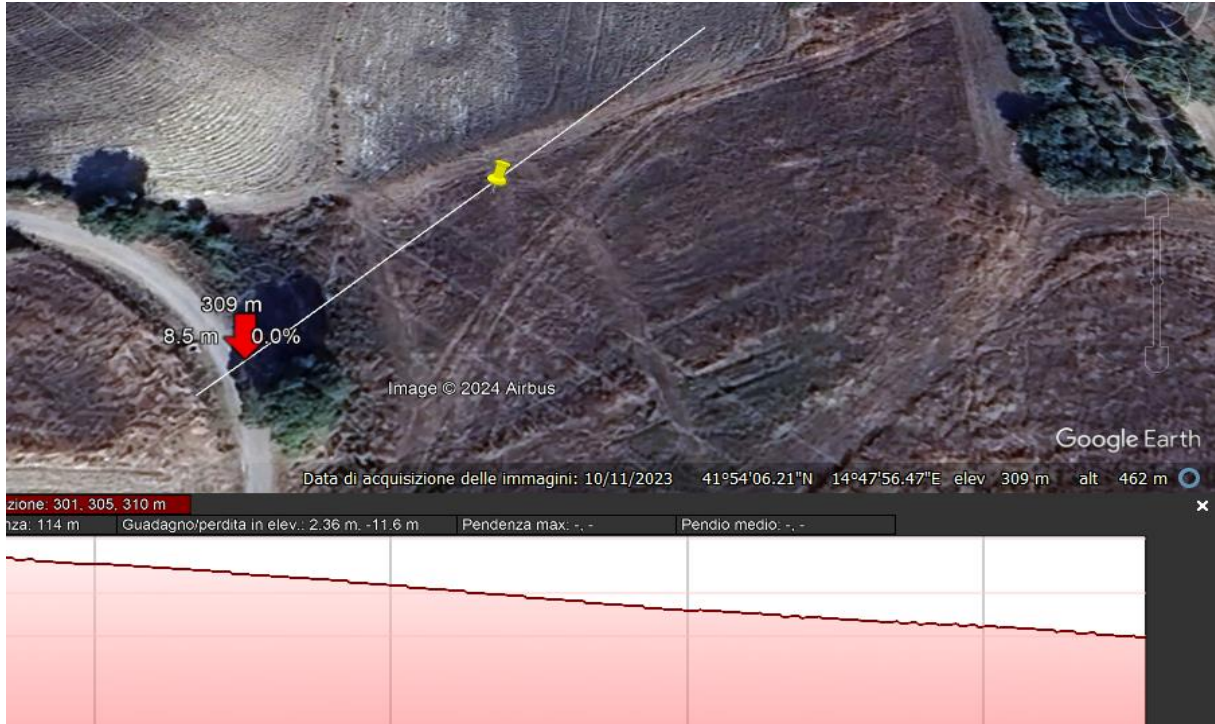 309 m
8.5 m 0.0%
Image © 2024 Airbus
Google Earth
Data di acquisizione delle immagini: 10/11/2023 41°54'06.21"N 14°47'56.47"E elev 309 m alt 462 m
zione: 301, 305, 310 m
nza: 114 m Guadagno/perdita in elev.: 2.36 m, -11.6 m Pendenza max: -, - Pendio medio: -, -